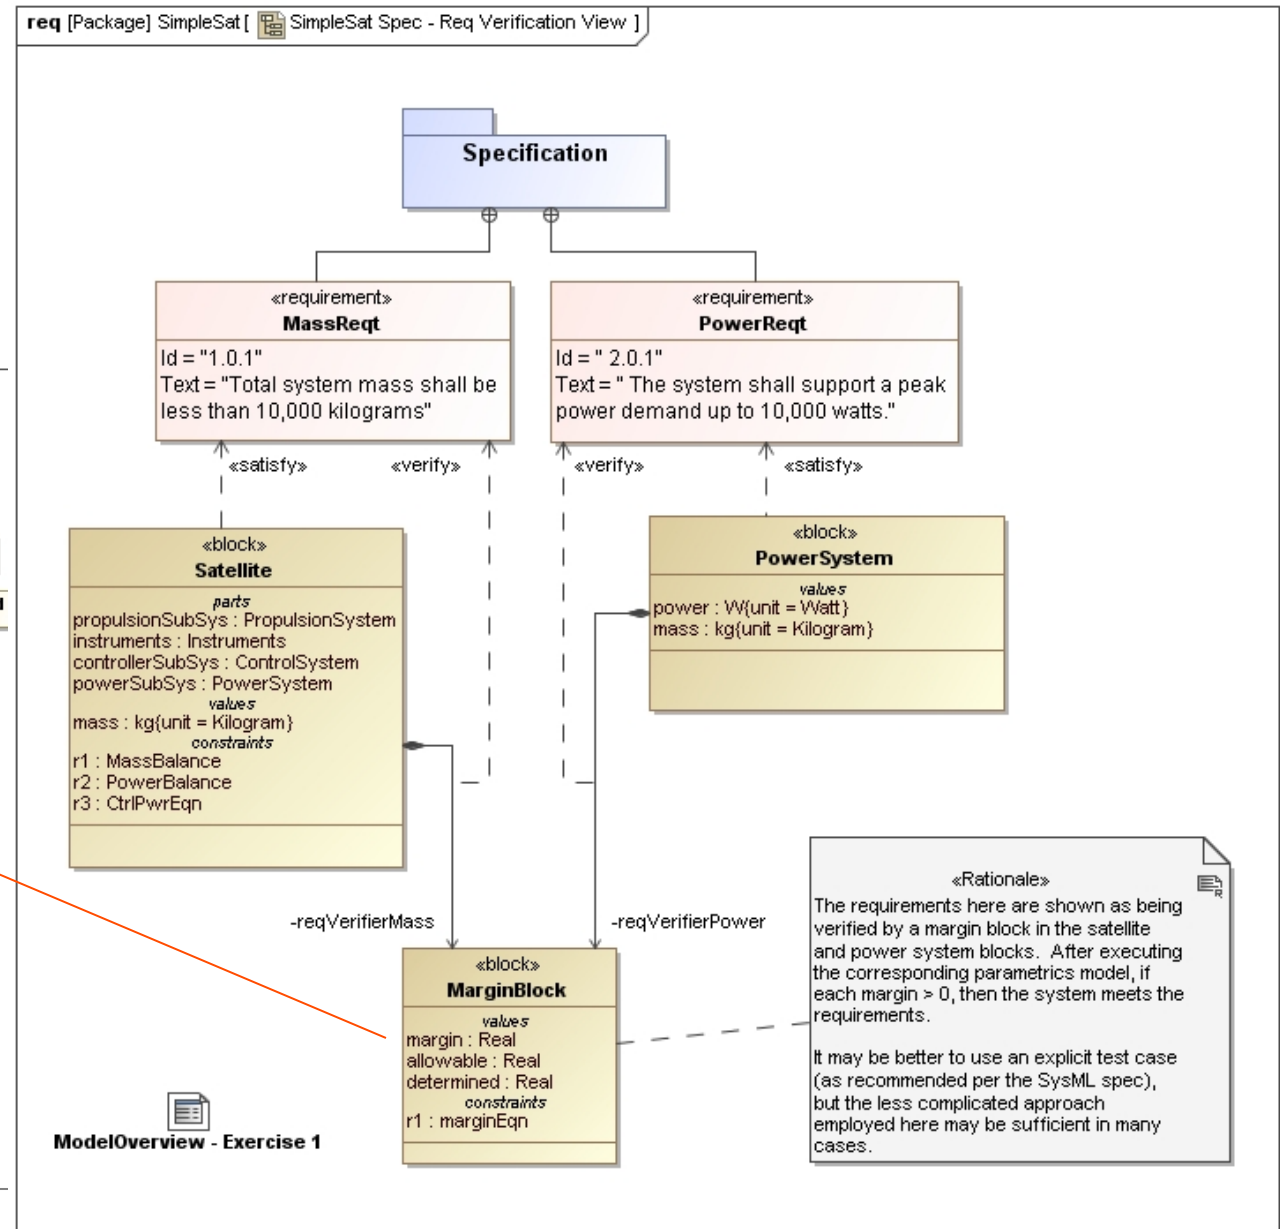 req [Package] SimpleSat [ SimpleSat Spec - Req Verification View ]
Specification
«requirement»
MassReqt
Id = "1.0.1"
Text = "Total system mass shall be
less than 10,000 kilograms"
«requirement»
PowerReqt
Id = " 2.0.1"
Text = " The system shall support a peak
power demand up to 10,000 watts."
«satisfy»
«verify»
«verify»
«satisfy»
«block»
Satellite
parts
propulsionSubSys : PropulsionSystem
instruments : Instruments
controllerSubSys : ControlSystem
powerSubSys : PowerSystem
values
mass : kg{unit = Kilogram}
constraints
r1 : MassBalance
r2 : PowerBalance
r3 : CtrlPwrEqn
«block»
PowerSystem
values
power : W{unit = Watt}
mass : kg{unit = Kilogram}
-reqVerifierMass
-reqVerifierPower
«block»
MarginBlock
values
margin : Real
allowable : Real
determined : Real
constraints
r1 : marginEqn
«Rationale»
The requirements here are shown as being
verified by a margin block in the satellite
and power system blocks.  After executing
the corresponding parametrics model, if
each margin > 0, then the system meets the
requirements.
It may be better to use an explicit test case
(as recommended per the SysML spec),
but the less complicated approach
employed here may be sufficient in many
cases.
ModelOverview - Exercise 1